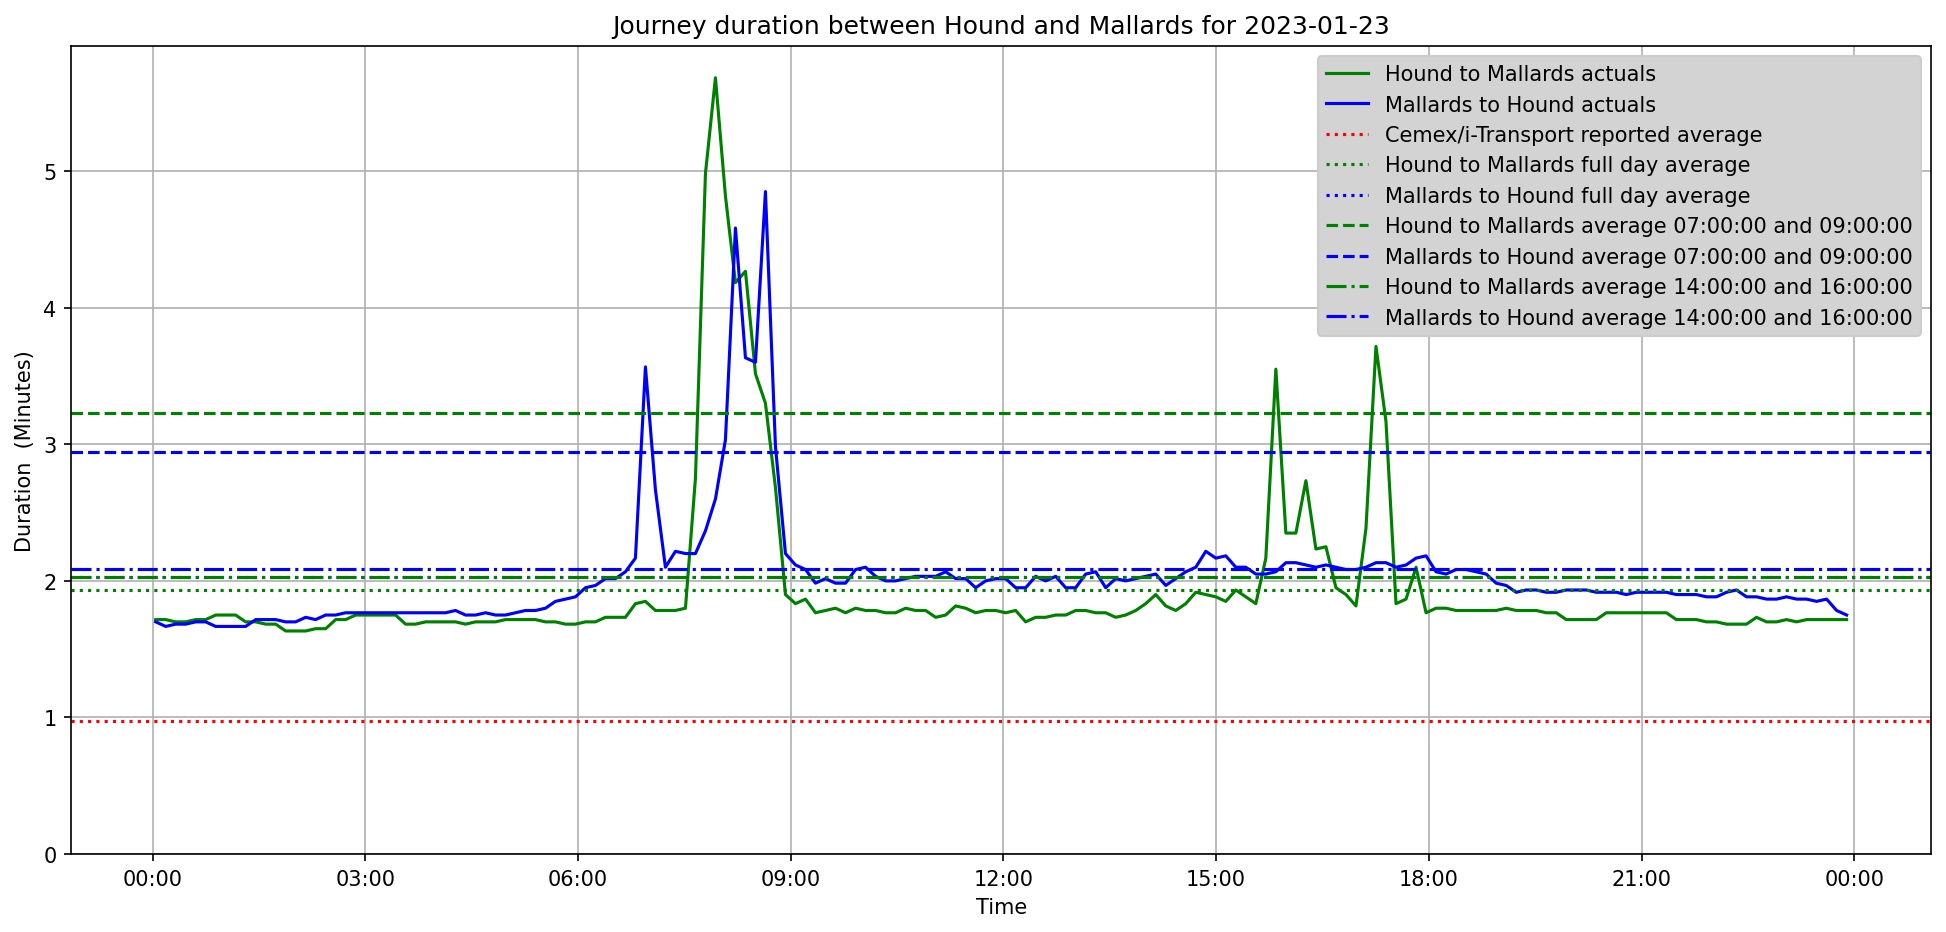 Journey duration between Hound and Mallards for 2023-01-23
Hound to Mallards actuals
Mallards to Hound actuals
Cemex/i-Transport reported average
Hound to Mallards full day average
Mallards to Hound full day average
Hound to Mallards average 07:00:00 and 09:00:00
Mallards to Hound average 07:00:00 and 09:00:00
Hound to Mallards average 14:00:00 and 16:00:00
Mallards to Hound average 14:00:00 and 16:00:00
Duration (Minutes)
5
4
3
2
1
0
00:00 03:00 06:00 09:00 12:00 15:00 18:00 21:00 00:00
Time